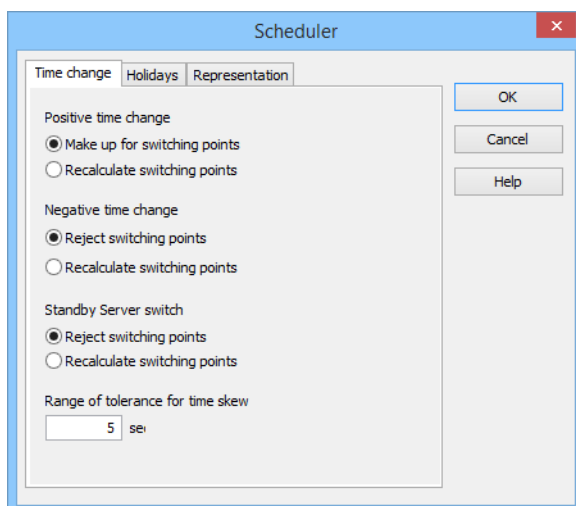 Scheduler
Time change Holidays Representation
OK
Cancel
Help
Positive time change
Make up for switching points
Recalculate switching points
Negative time change
Reject switching points
Recalculate switching points
Standby Server switch
Reject switching points
Recalculate switching points
Range of tolerance for time skew
5